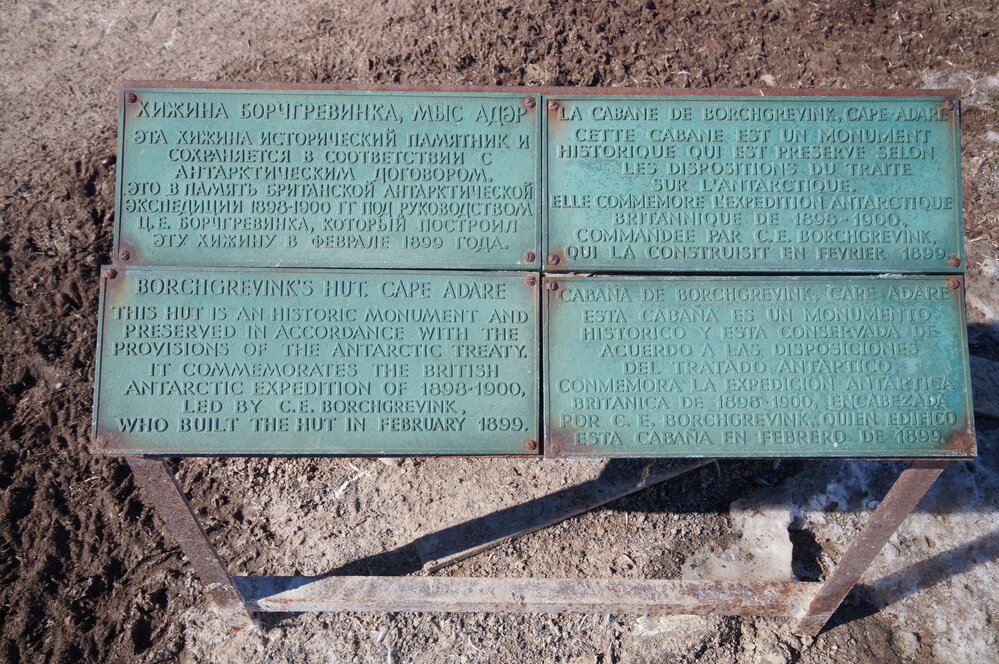 ХИЖИНА БОРЧГРЕВИНКА, МЫС АДЭР
ЭТА ХИЖИНА ИСТОРИЧЕСКИЙ ПАМЯТНИК И
СОХРАНЯЕТСЯ В СООТВЕТСТВИИ С
АНТАРКТИЧЕСКИМ ДОГОВОРОМ.
ЭТО В ПАМЯТЬ БРИТАНСКОЙ АНТАРКТИЧЕСКОЙ
ЭКСПЕДИЦИИ 1898-1900 ГГ ПОД РУКОВОДСТВОМ
Ц.Е. БОРЧГРЕВИНКА, КОТОРЫЙ ПОСТРОИЛ
ЭТУ ХИЖИНУ В ФЕВРАЛЕ 1899 ГОДА.
LA CABANE DE BORCHGREVINK, CAPE ADARE
CETTE CABANE EST UN MONUMENT
HISTORIQUE QUI EST PRESERVE SELON
LES DISPOSITIONS DU TRAITE
SUR L'ANTARCTIQUE.
ELLE COMMEMORE L'EXPEDITION ANTARCTIQUE
BRITANNIQUE DE 1898-1900,
COMMANDEE PAR C.E. BORCHGREVINK,
QUI LA CONSTRUISIT EN FEVRIER 1899
BORCHGREVINK'S HUT. CAPE ADARE
THIS HUT IS AN HISTORIC MONUMENT AND
PRESERVED IN ACCORDANCE WITH THE
PROVISIONS OF THE ANTARCTIC TREATY.
IT COMMEMORATES THE BRITISH
ANTARCTIC EXPEDITION OF 1898-1900,
LED BY C.E. BORCHGREVINK,
WHO BUILT THE HUT IN FEBRUARY 1899.
CABAÑA DE BORCHGREVINK, CAPE ADARE
ESTA CABAÑA ES UN MONUMENTO
HISTORICO Y ESTA CONSERVADA DE
ACUERDO A LAS DISPOSICIONES
DEL TRATADO ANTARTICO
CONMEMORA LA EXPEDICION ANTARTICA
BRITANICA DE 1898-1900, ENCABEZADA
POR C. E. BORCHGREVINK, QUIEN EDIFICO
ESTA CABAÑA EN FEBRERO DE 1899.